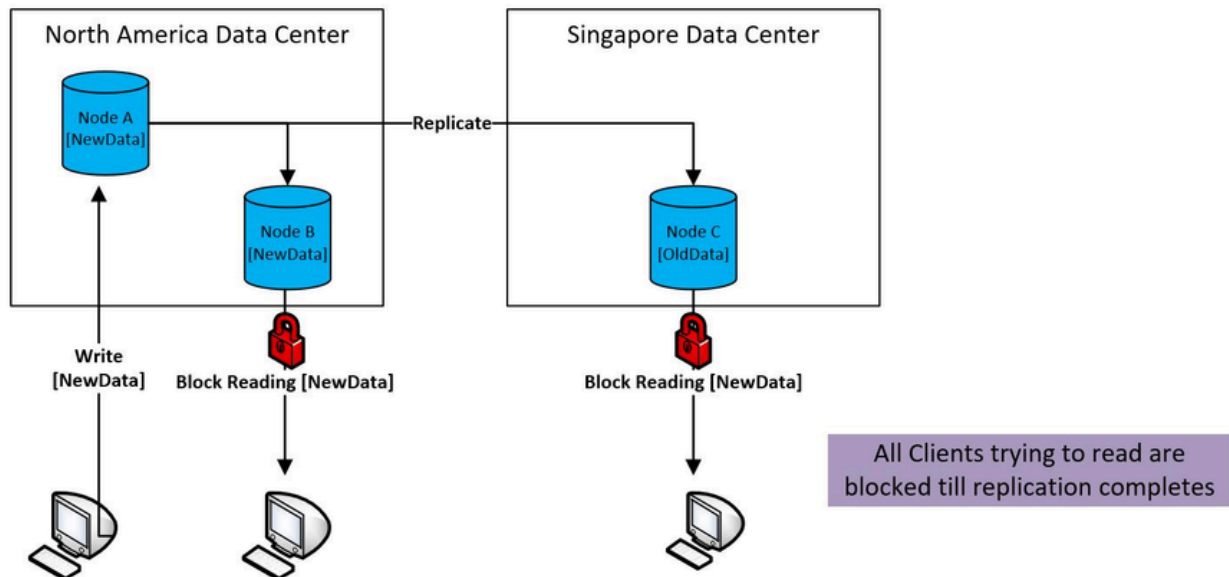 North America Data Center
Singapore Data Center
Node A
[NewData]
Replicate
Node B
[NewData]
Node C
[OldData]
Write
[NewData]
Block Reading [NewData]
Block Reading [NewData]
All Clients trying to read are
blocked till replication completes